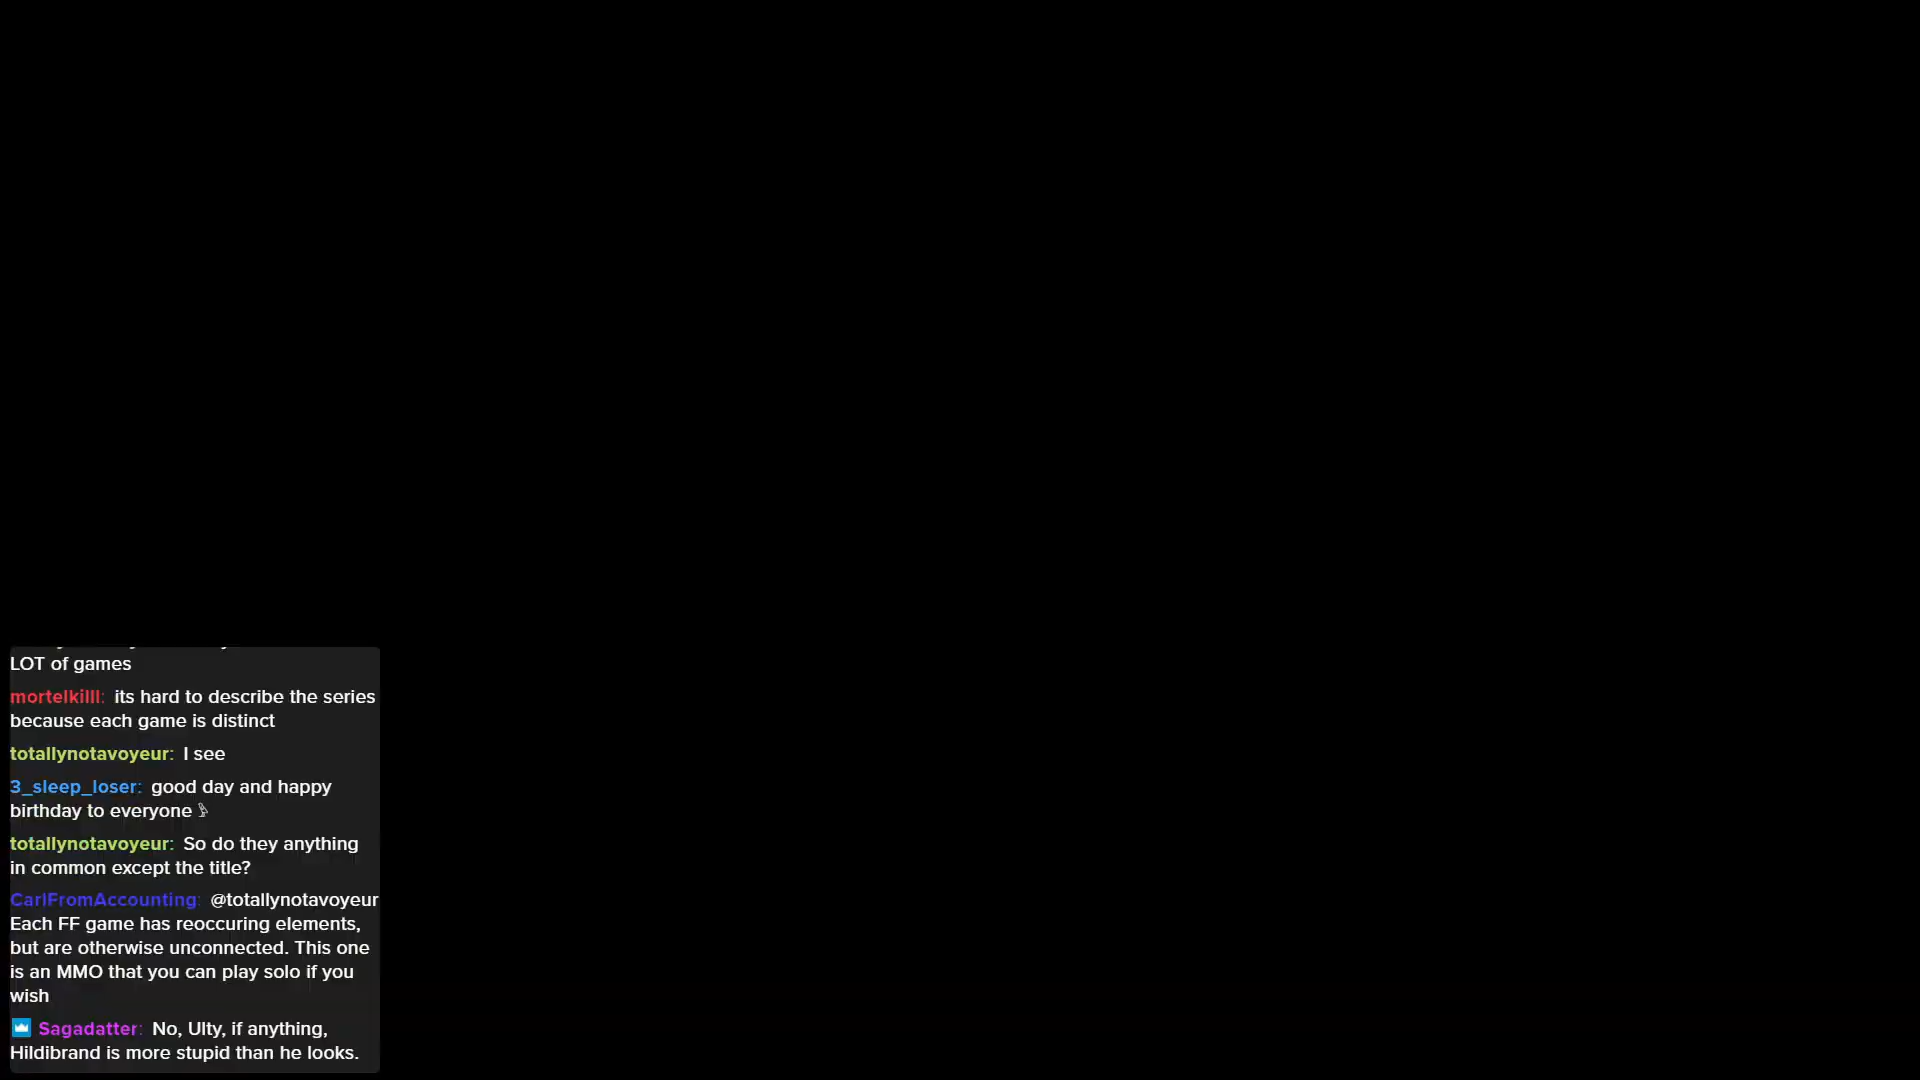 LOT of games
mortelkilll: its hard to describe the series
because each game is distinct
totallynotavoyeur: I see
3_sleep_loser: good day and happy
birthday to everyone
totallynotavoyeur: So do they anything
in common except the title?
CarlFromAccounting: @totallynotavoyeur
Each FF game has reoccuring elements,
but are otherwise unconnected. This one
is an MMO that you can play solo if you
wish
Sagadatter: No, Ulty, if anything,
Hildibrand is more stupid than he looks.